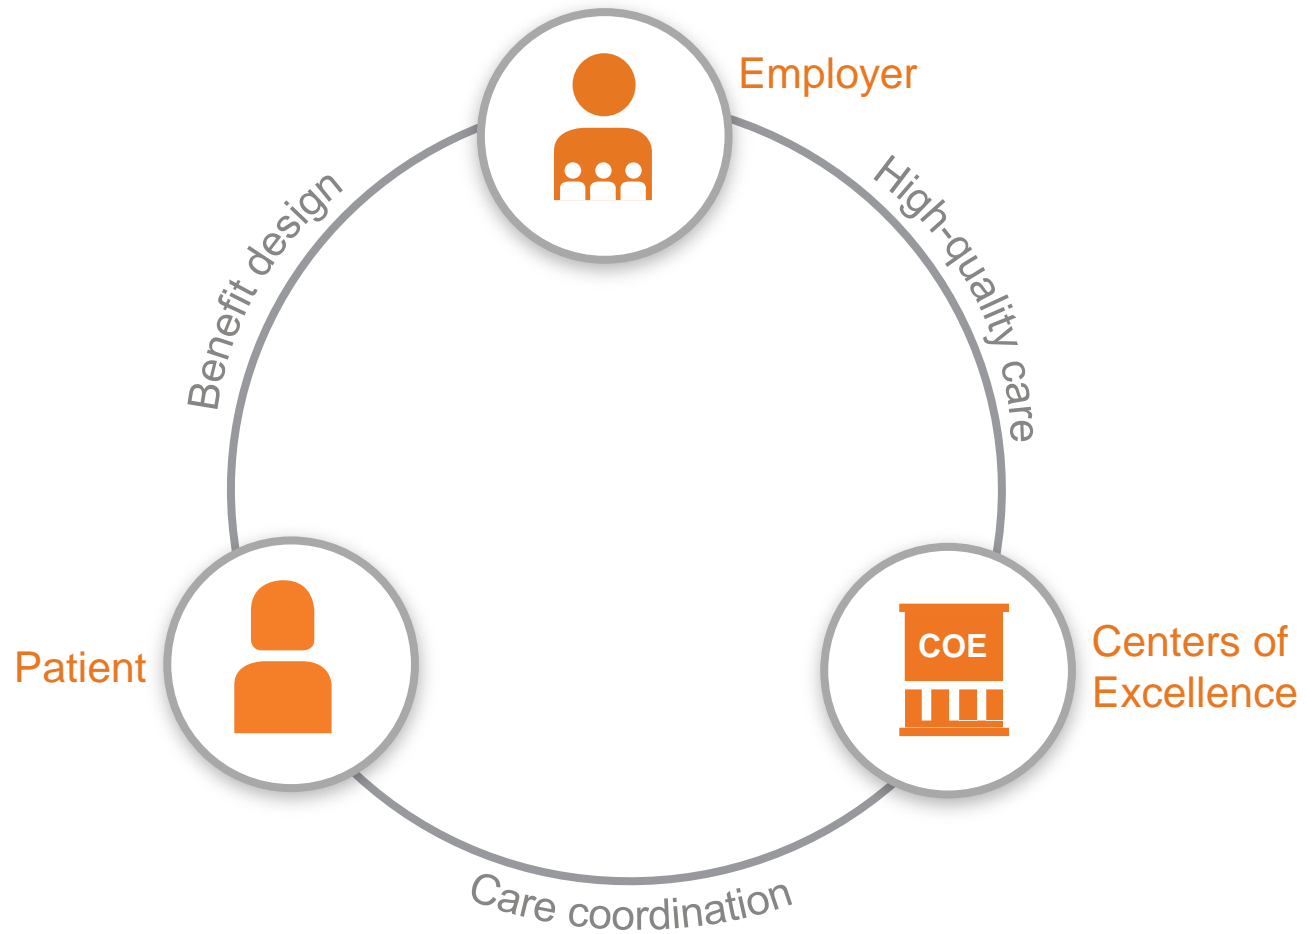 Employer
Benefit design
High-quality care
COE
Centers of
Excellence
Patient
Care coordination